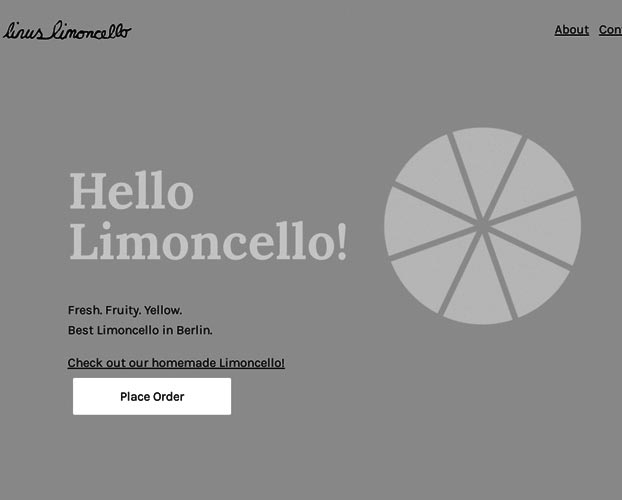 linus limoncello
About Con
Hello
Limoncello!
Fresh. Fruity. Yellow.
Best Limoncello in Berlin.
Check out our homemade Limoncello!
Place Order